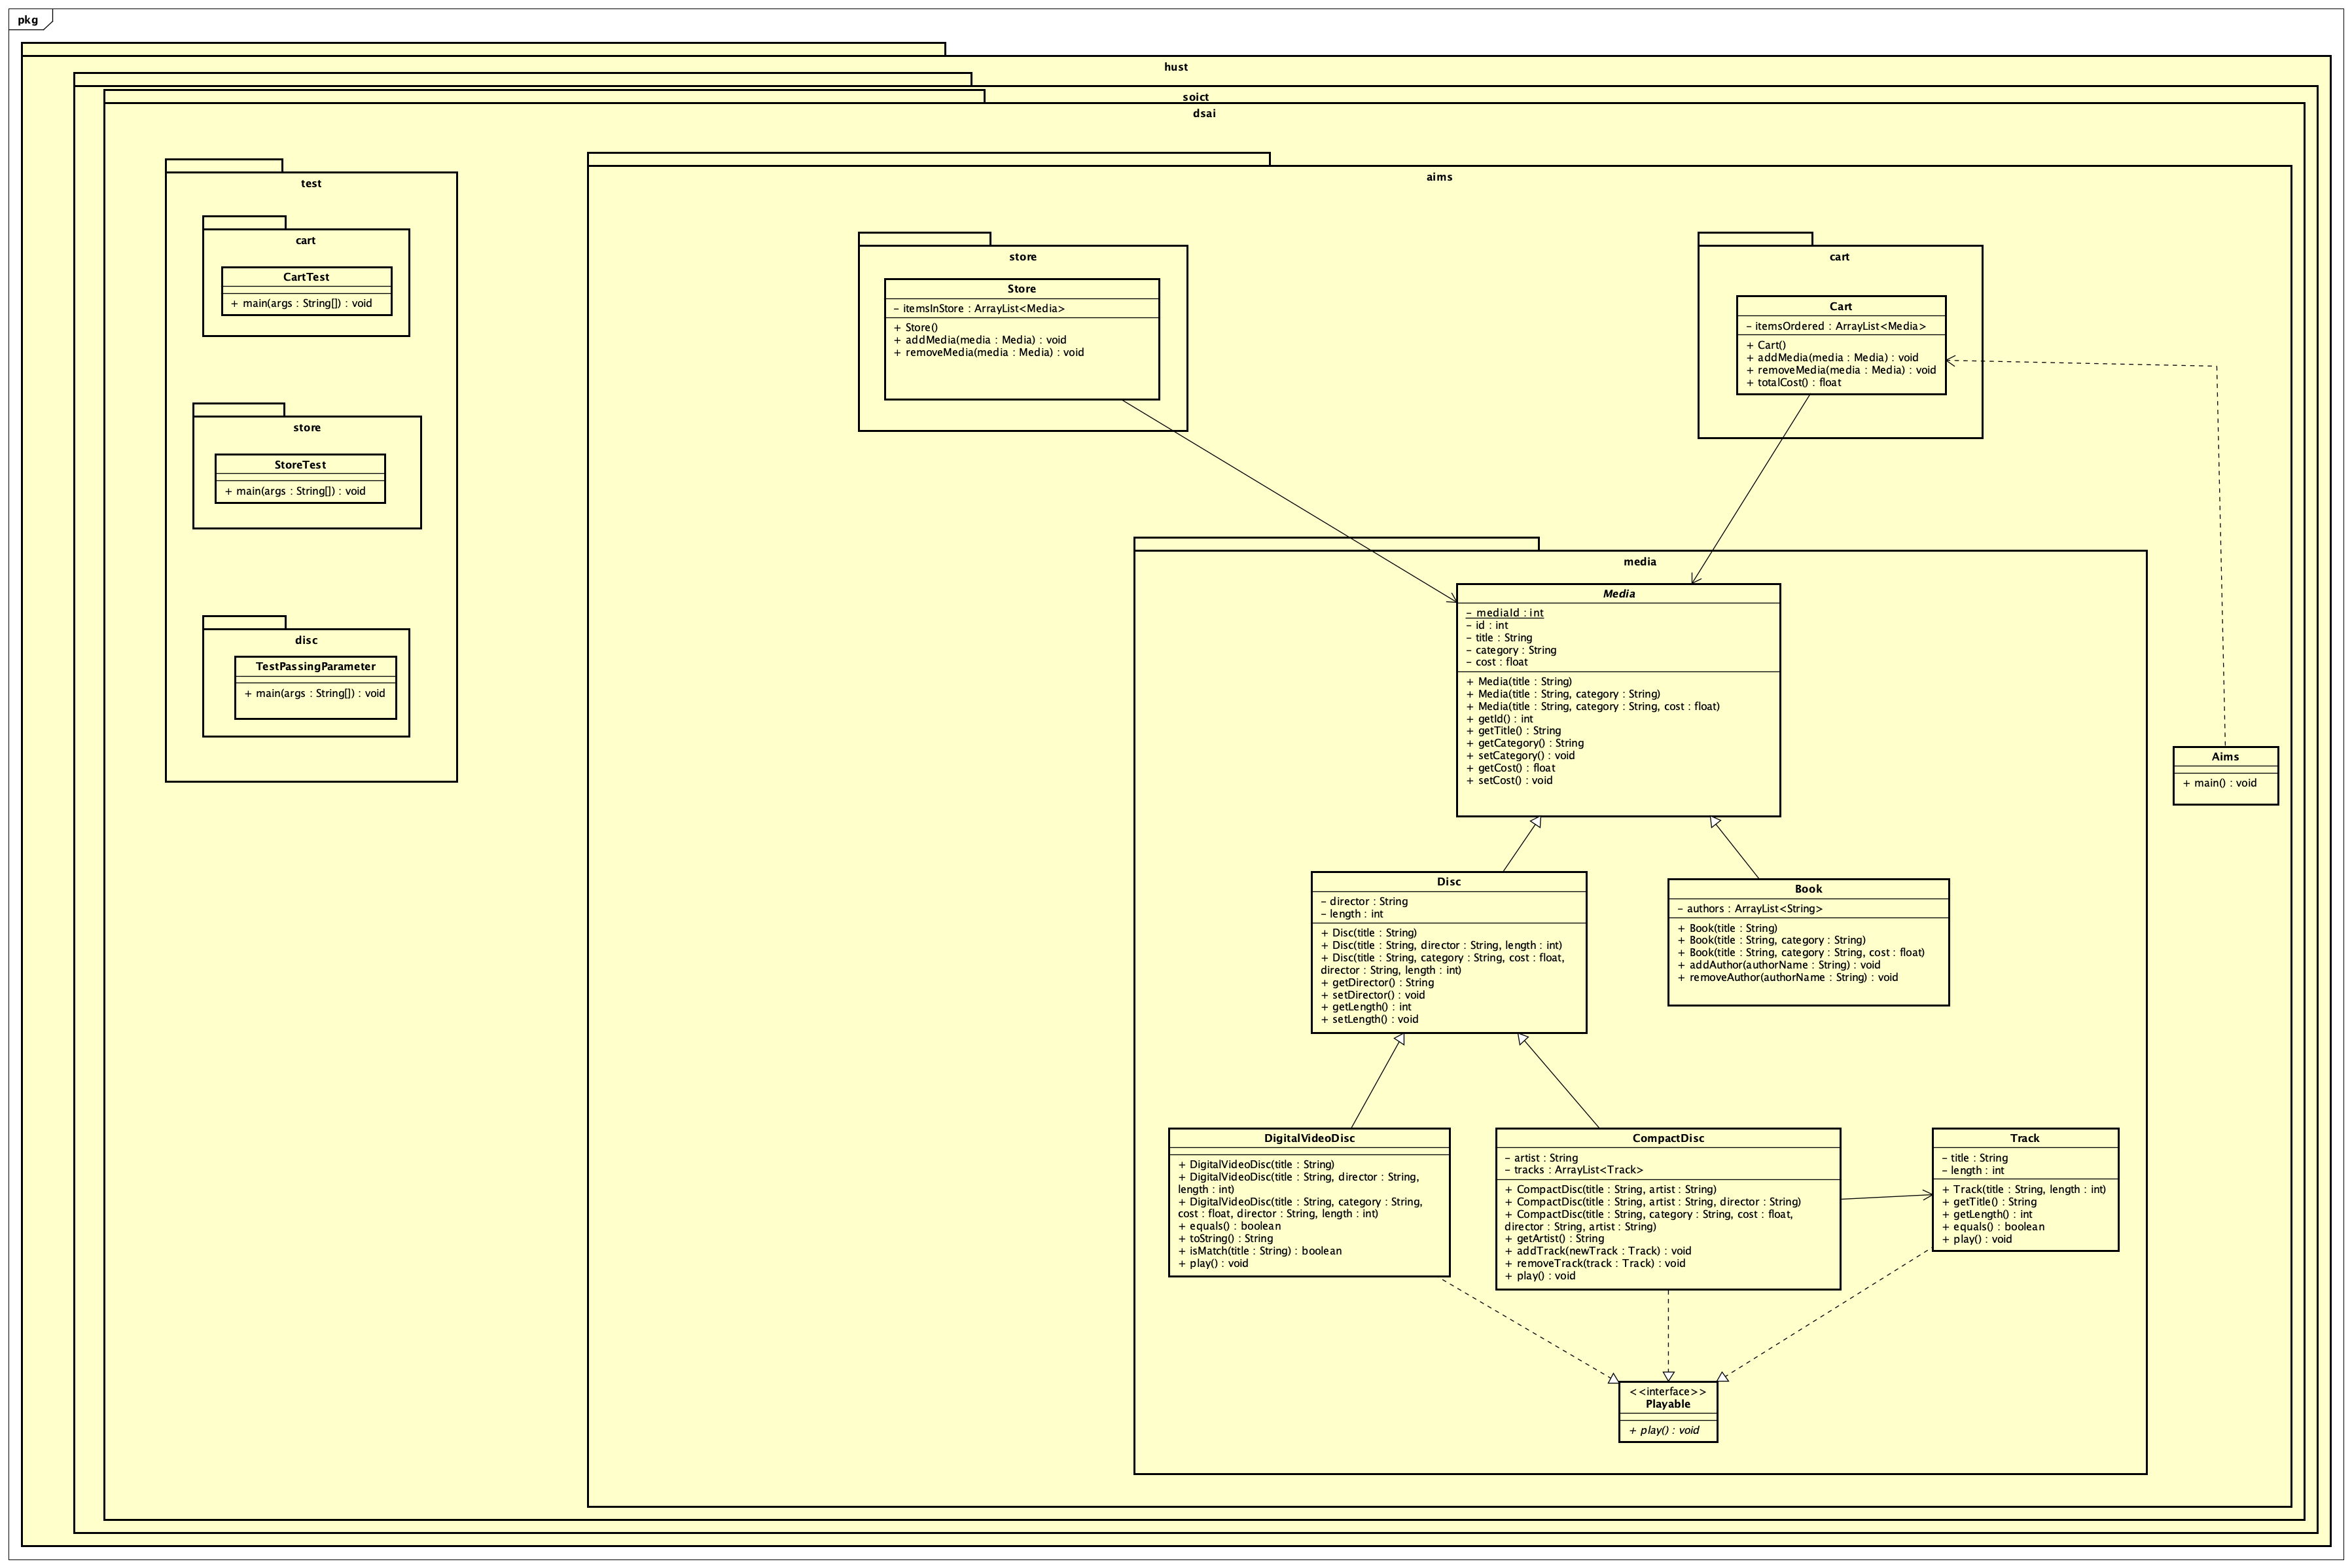 pkg
hust
soict
dsai
test
cart
CartTest
+ main(args : String[]) : void
store
StoreTest
+ main(args : String[]) : void
disc
TestPassingParameter
+ main(args : String[]) : void
aims
store
Store
– itemsInStore : ArrayList<Media>
+ Store()
+ addMedia(media : Media) : void
+ removeMedia(media : Media) : void
cart
Cart
– itemsOrdered : ArrayList<Media>
+ Cart()
+ addMedia(media : Media) : void
+ removeMedia(media : Media) : void
+ totalCost() : float
media
Media
– mediaId : int
– id : int
– title : String
– category : String
– cost : float
+ Media(title : String)
+ Media(title : String, category : String)
+ Media(title : String, category : String, cost : float)
+ getId() : int
+ getTitle() : String
+ getCategory() : String
+ setCategory() : void
+ getCost() : float
+ setCost() : void
Aims
+ main() : void
Disc
– director : String
– length : int
+ Disc(title : String)
+ Disc(title : String, director : String, length : int)
+ Disc(title : String, category : String, cost : float,
director : String, length : int)
+ getDirector() : String
+ setDirector() : void
+ getLength() : int
+ setLength() : void
Book
– authors : ArrayList<String>
+ Book(title : String)
+ Book(title : String, category : String)
+ Book(title : String, category : String, cost : float)
+ addAuthor(authorName : String) : void
+ removeAuthor(authorName : String) : void
DigitalVideoDisc
+ DigitalVideoDisc(title : String)
+ DigitalVideoDisc(title : String, director : String,
length : int)
+ DigitalVideoDisc(title : String, category : String,
cost : float, director : String, length : int)
+ equals() : boolean
+ toString() : String
+ isMatch(title : String) : boolean
+ play() : void
CompactDisc
– artist : String
– tracks : ArrayList<Track>
+ CompactDisc(title : String, artist : String)
+ CompactDisc(title : String, artist : String, director : String)
+ CompactDisc(title : String, category : String, cost : float,
director : String, artist : String)
+ getArtist() : String
+ addTrack(newTrack : Track) : void
+ removeTrack(track : Track) : void
+ play() : void
Track
– title : String
– length : int
+ Track(title : String, length : int)
+ getTitle() : String
+ getLength() : int
+ equals() : boolean
+ play() : void
<<interface>>
Playable
+ play() : void